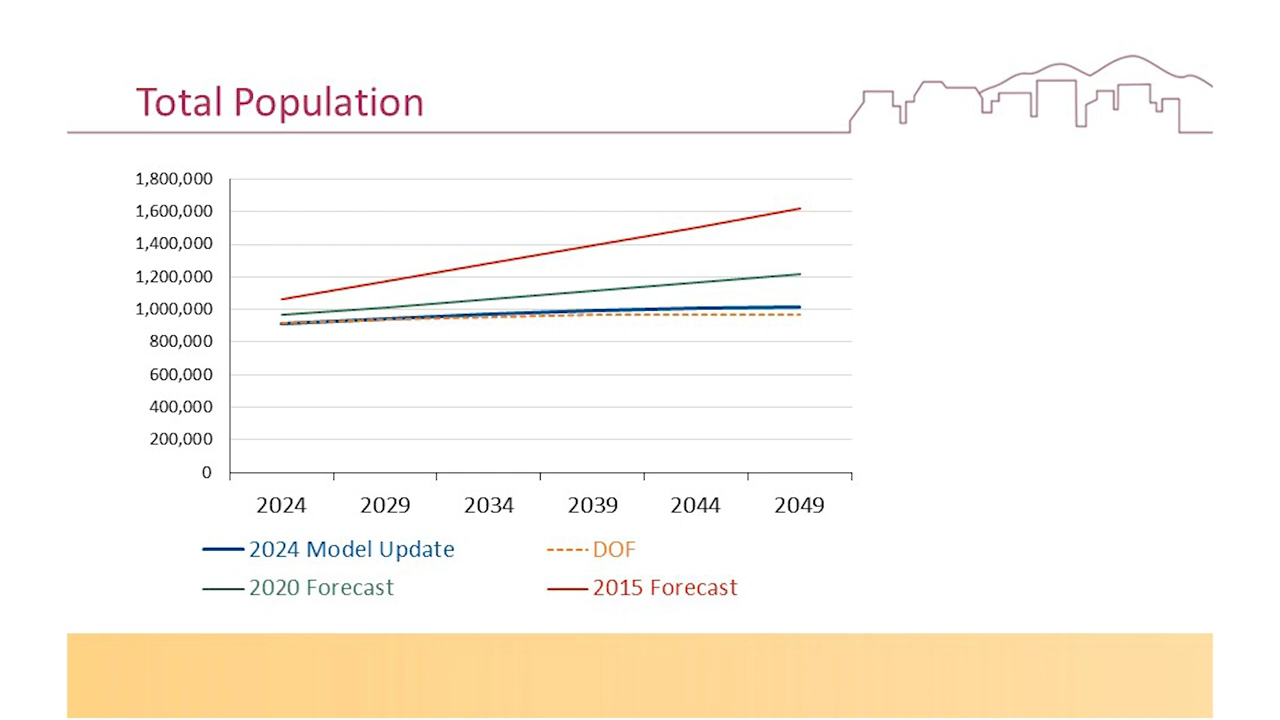 Total Population
1,800,000
1,600,000
1,400,000
1,200,000
1,000,000
800,000
600,000
400,000
200,000
0
2024 2029 2034 2039 2044 2049
2024 Model Update DOF
2020 Forecast 2015 Forecast